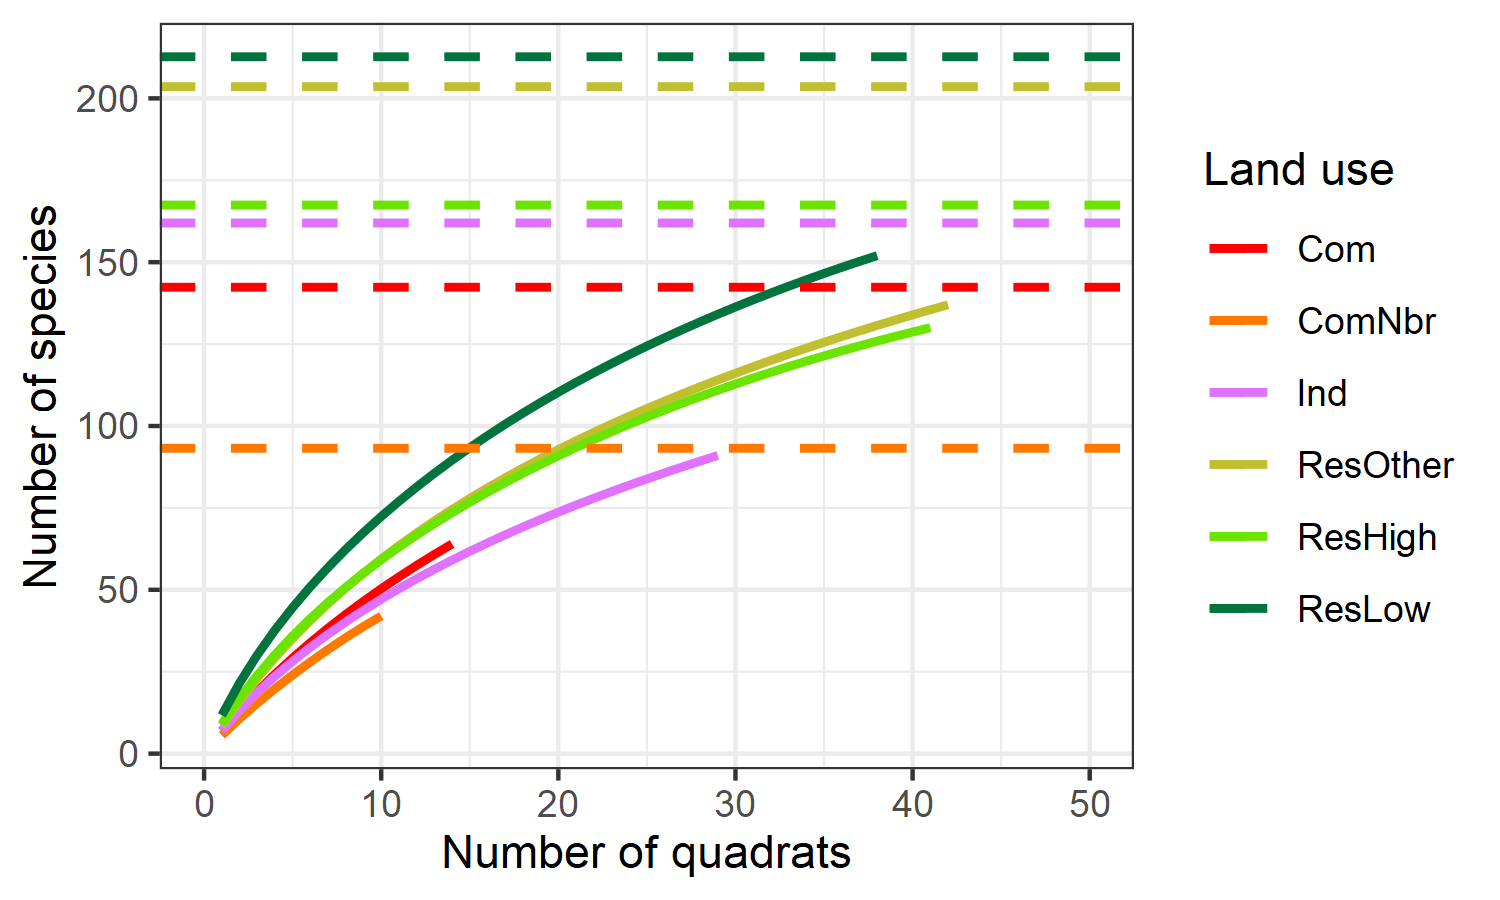 Number of species
200
150
100
50
0
0 10 20 30 40 50
Number of quadrats
Land use
Com
ComNbr
Ind
ResOther
ResHigh
ResLow